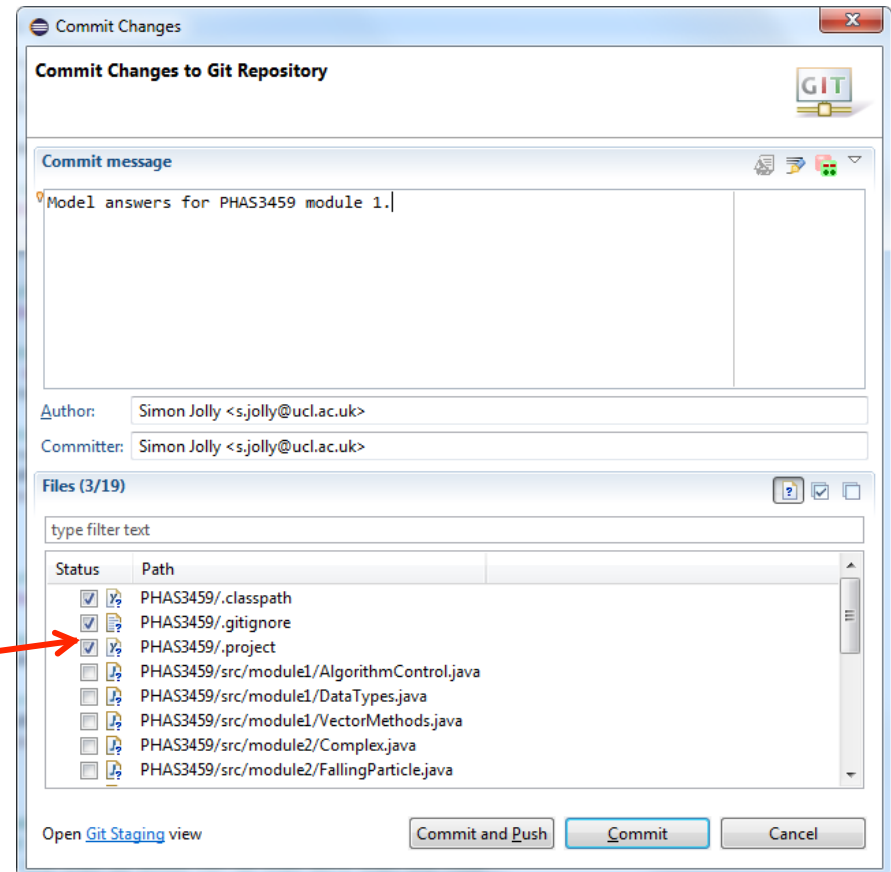 Commit Changes
Commit Changes to Git Repository
GIT
Commit message
Model answers for PHAS3459 module 1.
Author: Simon Jolly <s.jolly@ucl.ac.uk>
Committer: Simon Jolly <s.jolly@ucl.ac.uk>
Files (3/19)
type filter text
Status Path
PHAS3459/.classpath
PHAS3459/.gitignore
PHAS3459/.project
PHAS3459/src/module1/AlgorithmControl.java
PHAS3459/src/module1/DataTypes.java
PHAS3459/src/module1/VectorMethods.java
PHAS3459/src/module2/Complex.java
PHAS3459/src/module2/FallingParticle.java
Open Git Staging view Commit and Push Commit Cancel